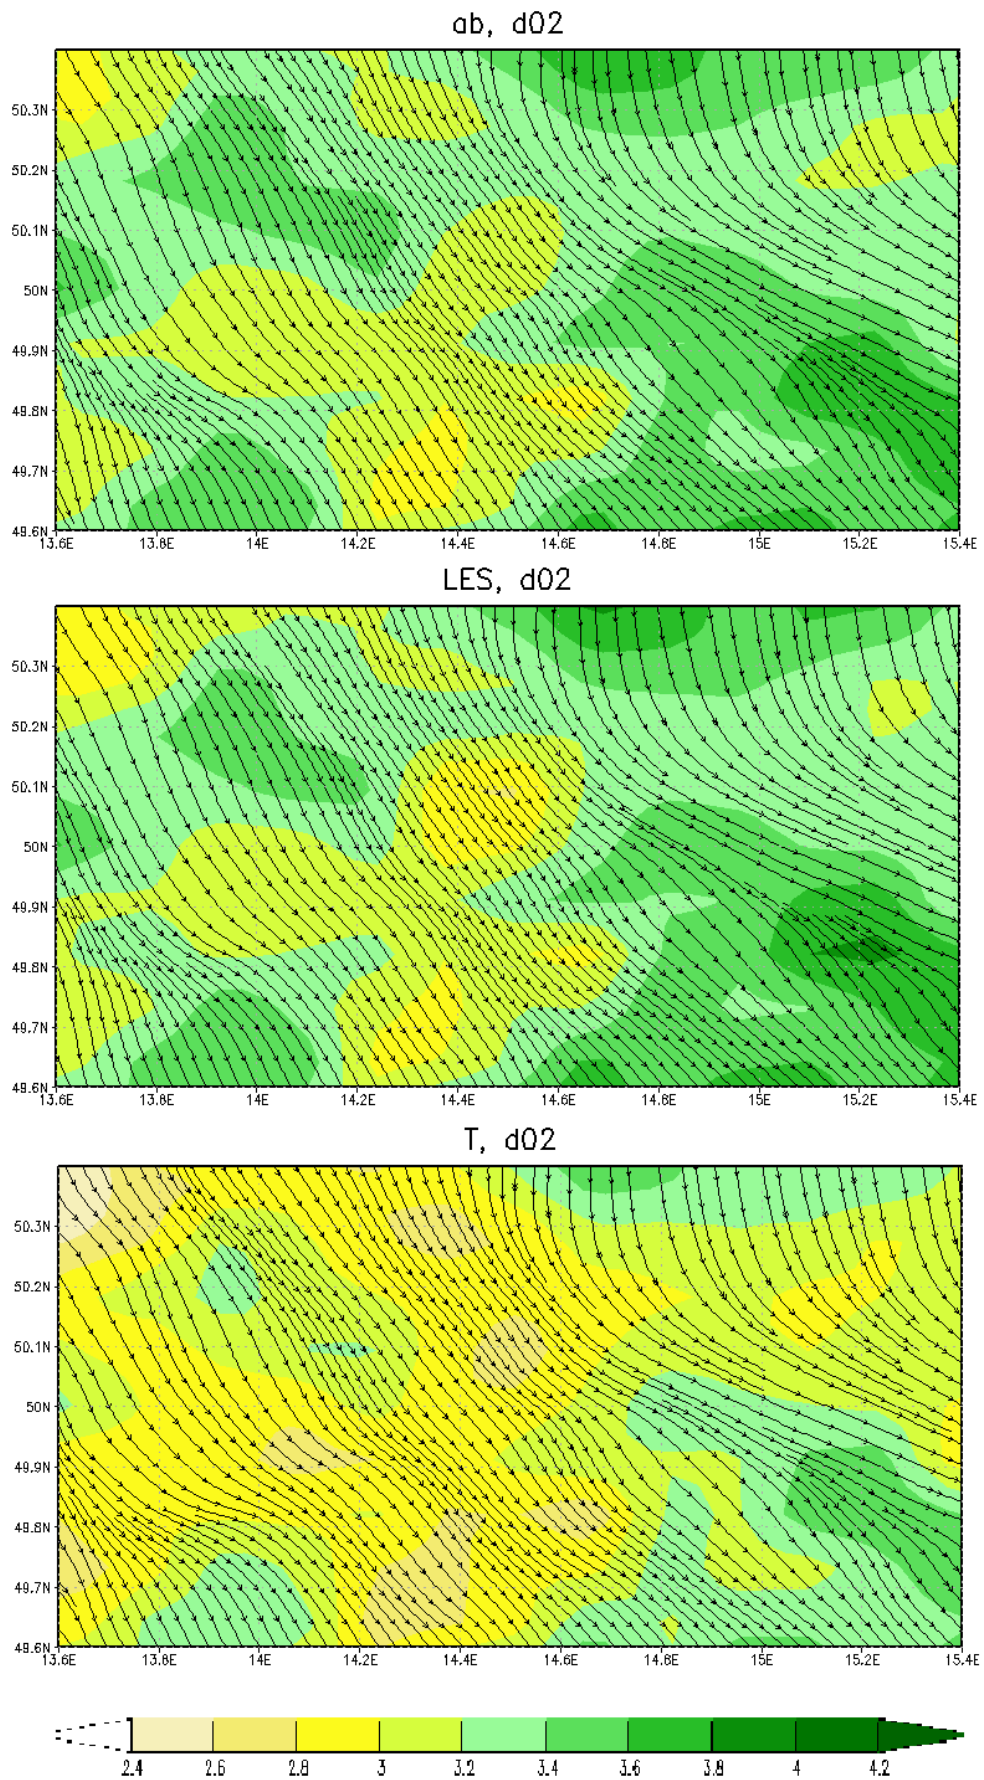 ab, d02
50.3N
50.2N
50.1N
50N
49.9N
49.8N
49.7N
49.6N
13.6E 13.8E 14E 14.2E 14.4E 14.6E 14.8E 15E 15.2E 15.4E
LES, d02
50.3N
50.2N
50.1N
50N
49.9N
49.8N
49.7N
49.6N
13.6E 13.8E 14E 14.2E 14.4E 14.6E 14.8E 15E 15.2E 15.4E
T, d02
50.3N
50.2N
50.1N
50N
49.9N
49.8N
49.7N
49.6N
13.6E 13.8E 14E 14.2E 14.4E 14.6E 14.8E 15E 15.2E 15.4E
2.4 2.6 2.8 3 3.2 3.4 3.6 3.8 4 4.2